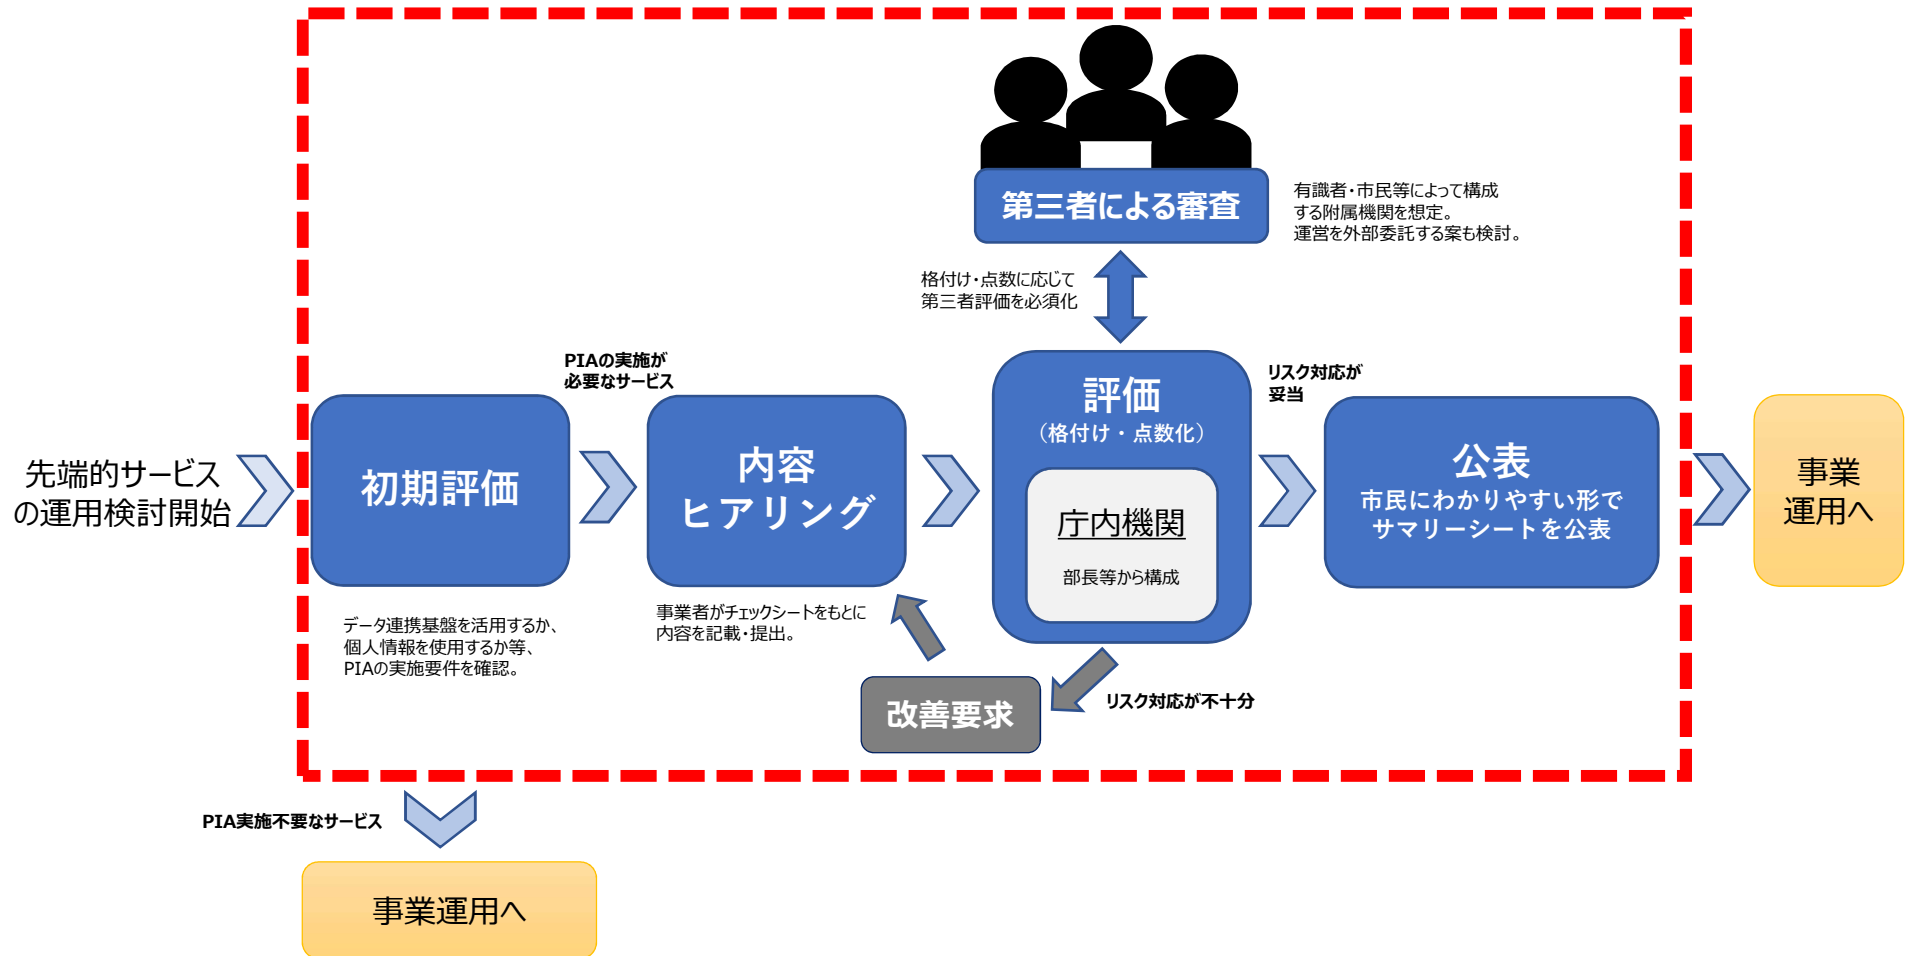 第三者による審査
有識者・市民等によって構成
する附属機関を想定。
運営を外部委託する案も検討。
格付け・点数に応じて
第三者評価を必須化
先端的サービス
の運用検討開始
初期評価
データ連携基盤を活用するか、
個人情報を使用するか等、
PIAの実施要件を確認。
PIAの実施が
必要なサービス
内容
ヒアリング
事業者がチェックシートをもとに
内容を記載・提出。
評価
（格付け・点数化）
庁内機関
部長等から構成
リスク対応が
妥当
公表
市民にわかりやすい形で
サマリーシートを公表
事業
運用へ
改善要求
リスク対応が不十分
PIA実施不要なサービス
事業運用へ